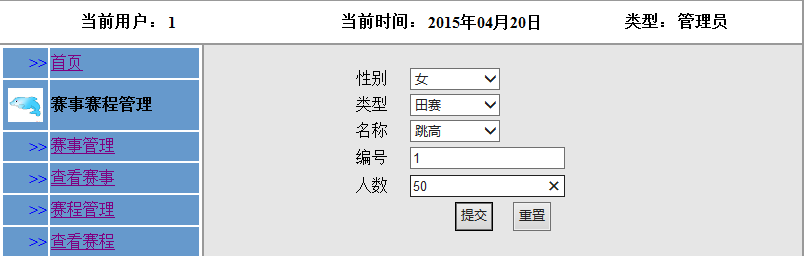 当前用户：1 当前时间：2015年04月20日 类型：管理员
>> 首页
赛事赛程管理
>> 赛事管理
>> 查看赛事
>> 赛程管理
>> 查看赛程
性别 女
类型 田赛
名称 跳高
编号 1
人数 50
提交 重置